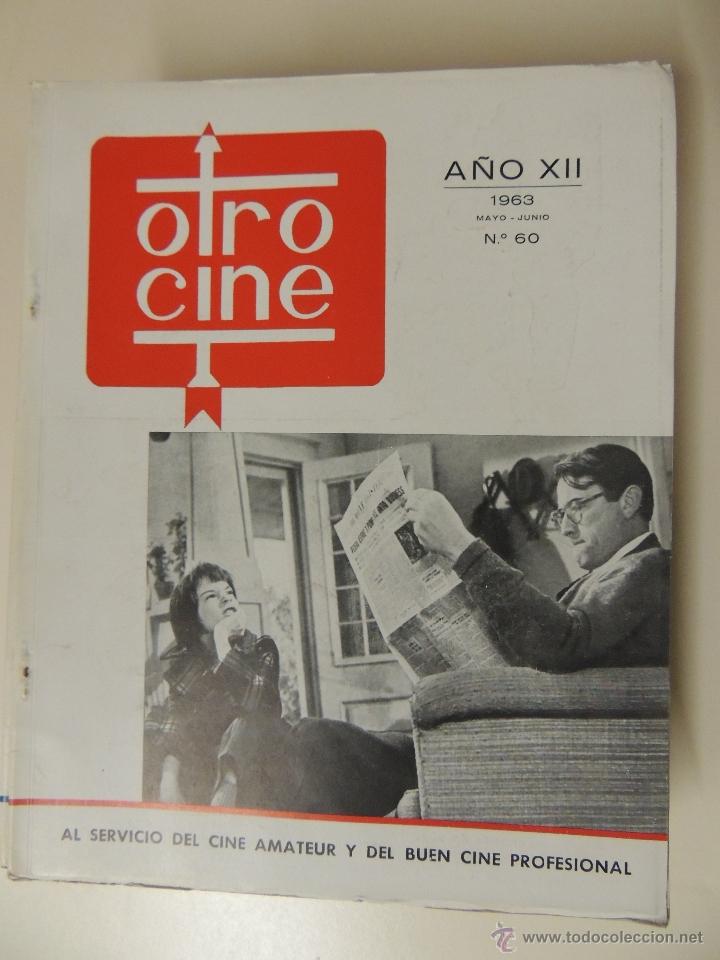 otro
cine
AÑO XII
1963
MAYO - JUNIO
N.º 60
AL SERVICIO DEL CINE AMATEUR Y DEL BUEN CINE PROFESIONAL
© www.todocoleccion.net